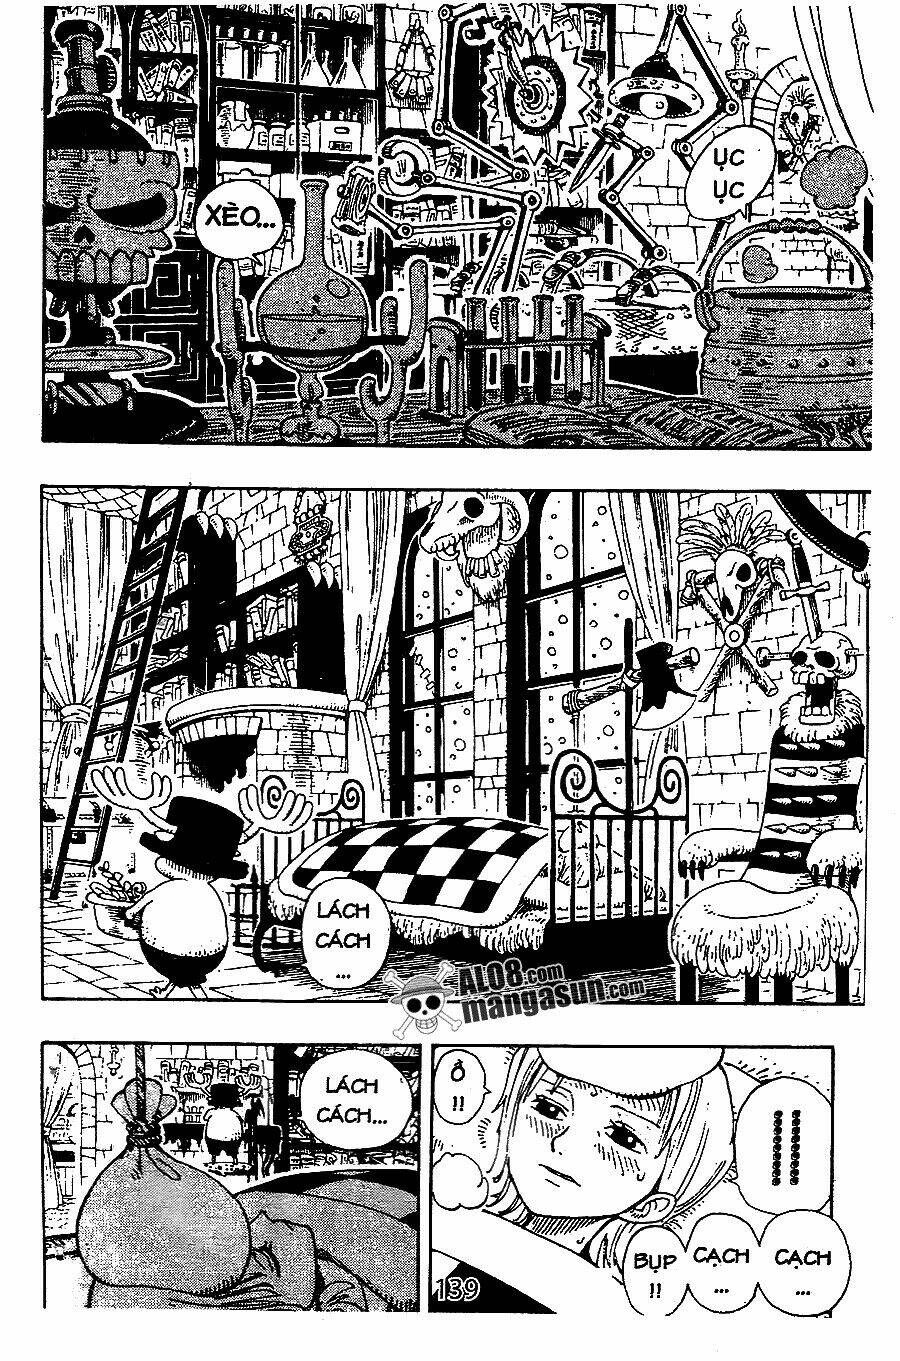 ỤC
ỤC
XÈO...
LÁCH
CÁCH
...
ALO8.com
mangasun.com
LÁCH
CÁCH...
Ồ
!!
CẠCH
...
CẠCH
...
BỤP
!!
139